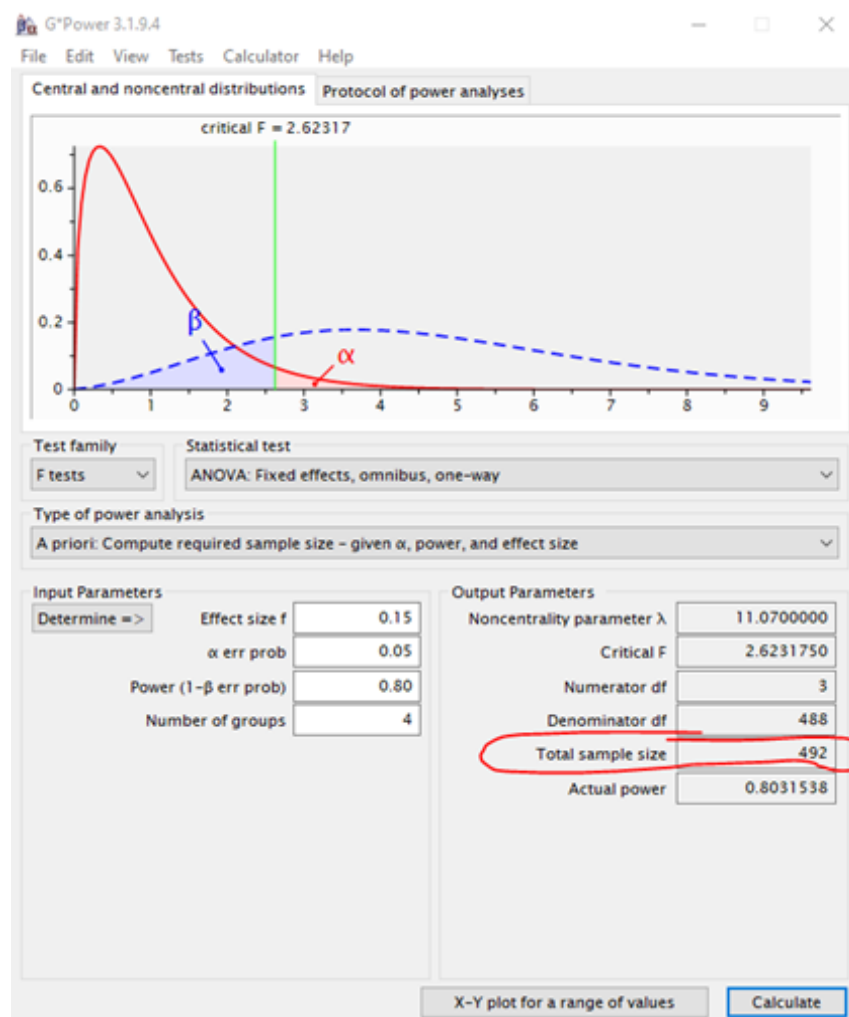 G*Power 3.1.9.4
File Edit View Tests Calculator Help
Central and noncentral distributions Protocol of power analyses
critical F = 2.62317
0.6
0.4
0.2
0
β
α
0 1 2 3 4 5 6 7 8 9
Test family Statistical test
F tests ANOVA: Fixed effects, omnibus, one-way
Type of power analysis
A priori: Compute required sample size - given α, power, and effect size
Input Parameters Output Parameters
Determine => Effect size f 0.15 Noncentrality parameter λ 11.0700000
α err prob 0.05 Critical F 2.6231750
Power (1-β err prob) 0.80 Numerator df 3
Number of groups 4 Denominator df 488
Total sample size 492
Actual power 0.8031538
X-Y plot for a range of values Calculate